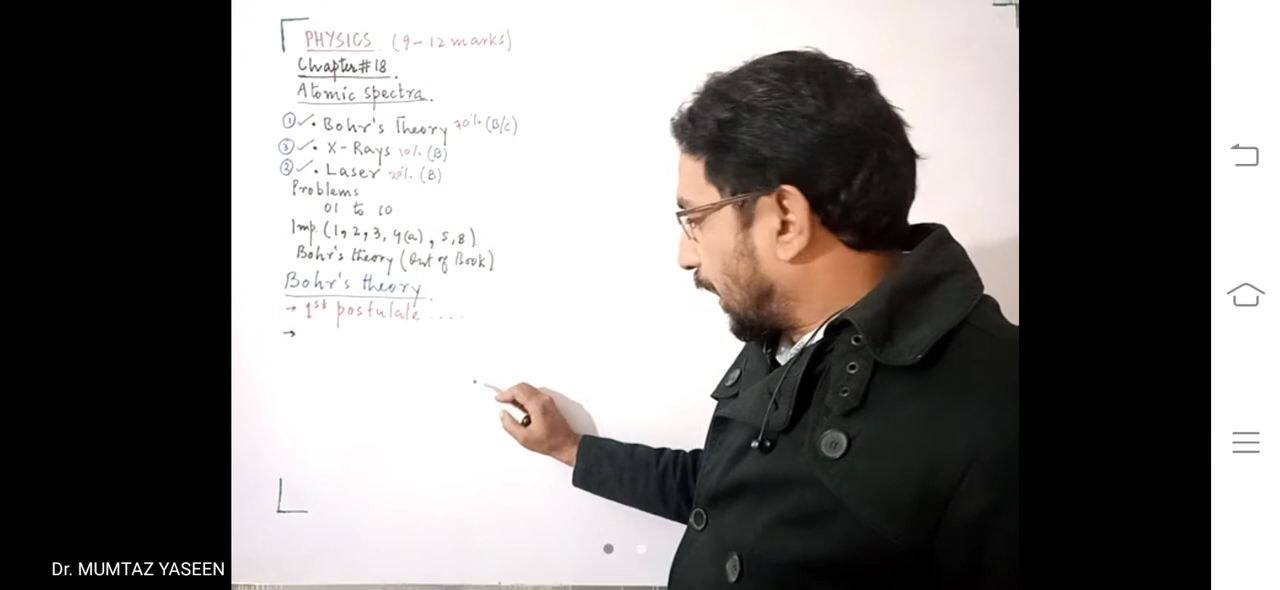 PHYSICS (9-12 marks)
Chapter#18.
Atomic spectra.
① ✓. Bohr's Theory 70% (B/C)
③ ✓. X-Rays 10% (B)
② ✓. Laser 20% (B)
Problems
01 to 10
Imp. (1, 2, 3, 4(a), 5, 8)
Bohr's theory (Out of Book)
Bohr's theory.
→ 1st postulate ....
→
Dr. MUMTAZ YASEEN